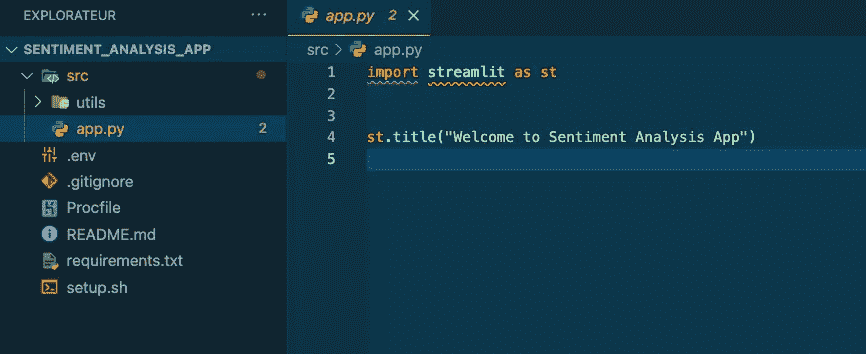 EXPLORATEUR ...
SENTIMENT_ANALYSIS_APP
src
utils
app.py 2
.env
.gitignore
Procfile
README.md
requirements.txt
setup.sh
app.py 2
src > app.py
1 import streamlit as st
2
3
4 st.title("Welcome to Sentiment Analysis App")
5